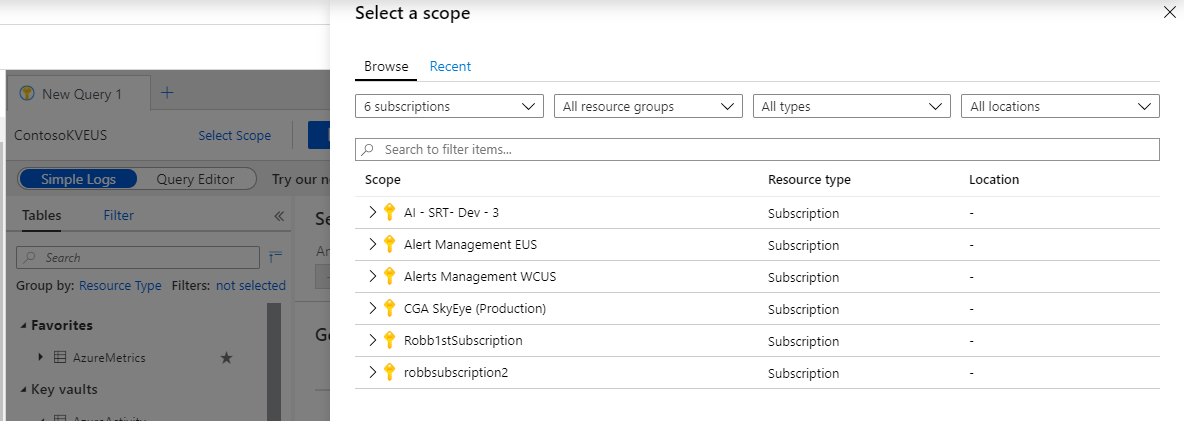 Select a scope
Browse Recent
6 subscriptions All resource groups All types All locations
Search to filter items...
Scope Resource type Location
AI - SRT- Dev - 3 Subscription -
Alert Management EUS Subscription -
Alerts Management WCUS Subscription -
CGA SkyEye (Production) Subscription -
Robb1stSubscription Subscription -
robbsubscription2 Subscription -
New Query 1
ContosoKVEUS Select Scope
Simple Logs Query Editor Try our
Tables Filter
Search
Group by: Resource Type Filters: not selected
Favorites
AzureMetrics
Key vaults
AzureActivity